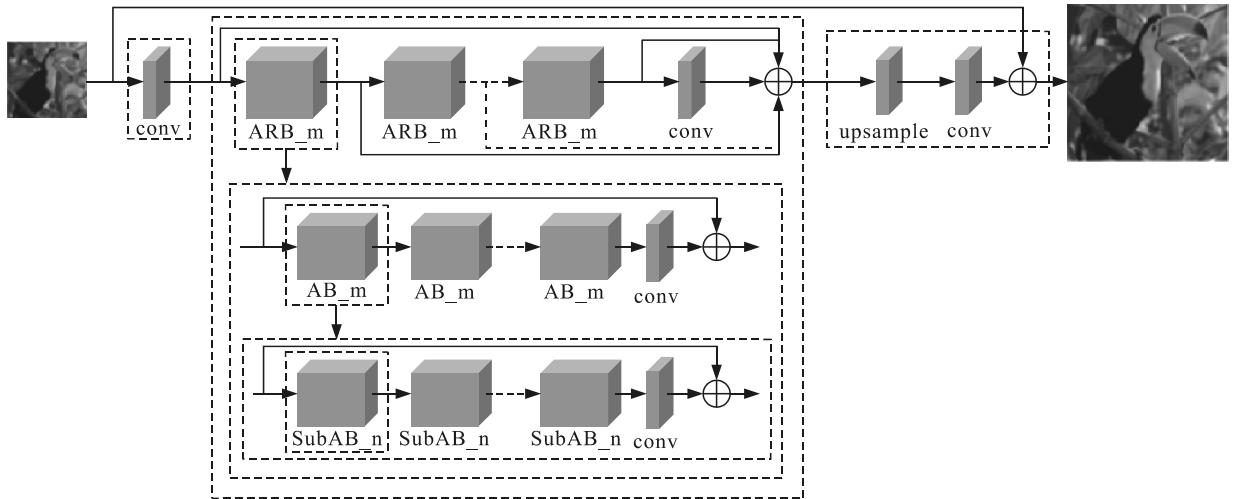 conv
ARB_m
ARB_m
ARB_m
conv
upsample
conv
AB_m
AB_m
AB_m
conv
SubAB_n
SubAB_n
SubAB_n
conv